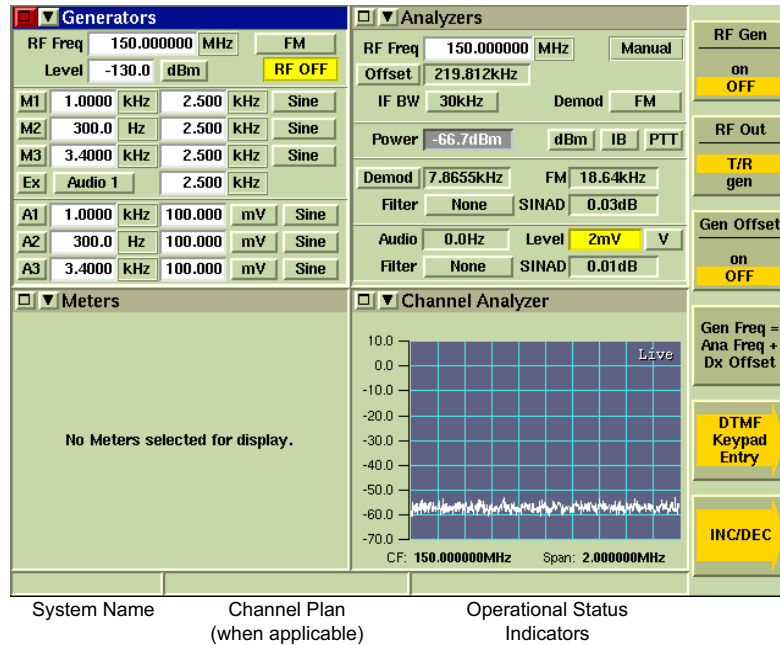 Generators
RF Freq 150.000000 MHz FM
Level -130.0 dBm RF OFF
M1 1.0000 kHz 2.500 kHz Sine
M2 300.0 Hz 2.500 kHz Sine
M3 3.4000 kHz 2.500 kHz Sine
Ex Audio 1 2.500 kHz
A1 1.0000 kHz 100.000 mV Sine
A2 300.0 Hz 100.000 mV Sine
A3 3.4000 kHz 100.000 mV Sine
Analyzers
RF Freq 150.000000 MHz Manual
Offset 219.812kHz
IF BW 30kHz Demod FM
Power -66.7dBm dBm IB PTT
Demod 7.8655kHz FM 18.64kHz
Filter None SINAD 0.03dB
Audio 0.0Hz Level 2mV V
Filter None SINAD 0.01dB
Meters
No Meters selected for display.
Channel Analyzer
Live
10.0
0.0
-10.0
-20.0
-30.0
-40.0
-50.0
-60.0
-70.0
CF: 150.000000MHz Span: 2.000000MHz
RF Gen
on
OFF
RF Out
T/R
gen
Gen Offset
on
OFF
Gen Freq =
Ana Freq +
Dx Offset
DTMF
Keypad
Entry
INC/DEC
System Name
Channel Plan
(when applicable)
Operational Status
Indicators